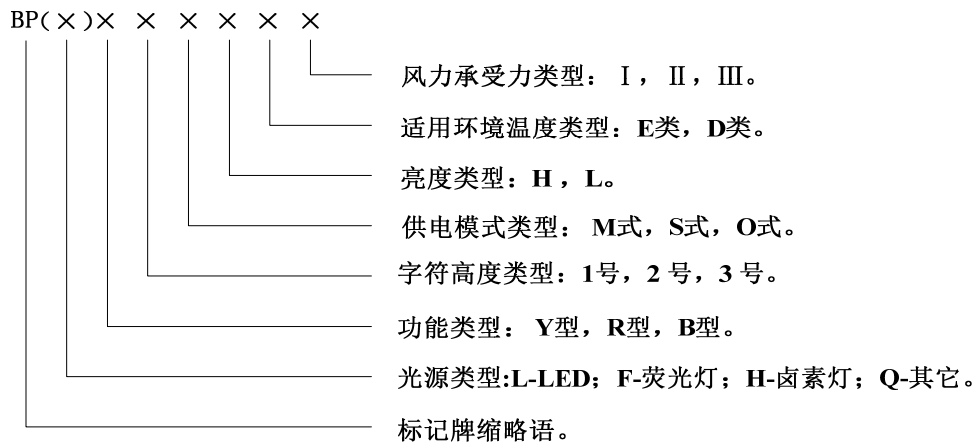 BP(×)× × × × × ×
风力承受力类型：Ⅰ，Ⅱ，Ⅲ。
适用环境温度类型：E类，D类。
亮度类型：H，L。
供电模式类型： M式，S式，O式。
字符高度类型：1号，2 号，3 号。
功能类型： Y型，R型，B型。
光源类型:L-LED；F-荧光灯；H-卤素灯；Q-其它。
标记牌缩略语。